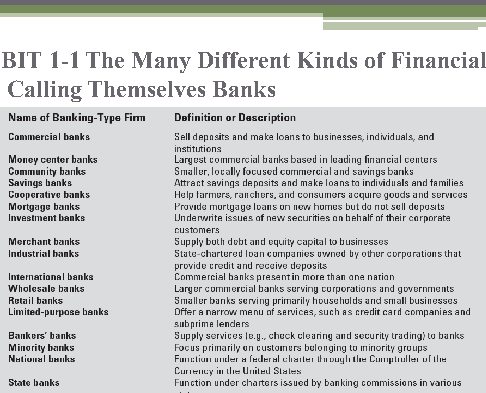 BIT 1-1 The Many Different Kinds of Financial
Calling Themselves Banks
Name of Banking-Type Firm Definition or Description
Commercial banks Sell deposits and make loans to businesses, individuals, and
institutions
Money center banks Largest commercial banks based in leading financial centers
Community banks Smaller, locally focused commercial and savings banks
Savings banks Attract savings deposits and make loans to individuals and families
Cooperative banks Help farmers, ranchers, and consumers acquire goods and services
Mortgage banks Provide mortgage loans on new homes but do not sell deposits
Investment banks Underwrite issues of new securities on behalf of their corporate
customers
Merchant banks Supply both debt and equity capital to businesses
Industrial banks State-chartered loan companies owned by other corporations that
provide credit and receive deposits
International banks Commercial banks present in more than one nation
Wholesale banks Larger commercial banks serving corporations and governments
Retail banks Smaller banks serving primarily households and small businesses
Limited-purpose banks Offer a narrow menu of services, such as credit card companies and
subprime lenders
Bankers' banks Supply services (e.g., check clearing and security trading) to banks
Minority banks Focus primarily on customers belonging to minority groups
National banks Function under a federal charter through the Comptroller of the
Currency in the United States
State banks Function under charters issued by banking commissions in various